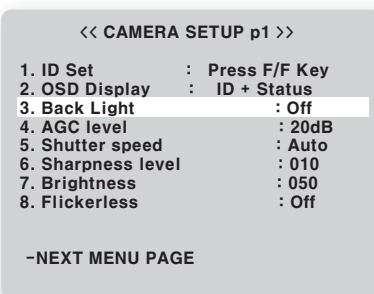 << CAMERA SETUP p1 >>
1. ID Set : Press F/F Key
2. OSD Display : ID + Status
3. Back Light : Off
4. AGC level : 20dB
5. Shutter speed : Auto
6. Sharpness level : 010
7. Brightness : 050
8. Flickerless : Off
-NEXT MENU PAGE